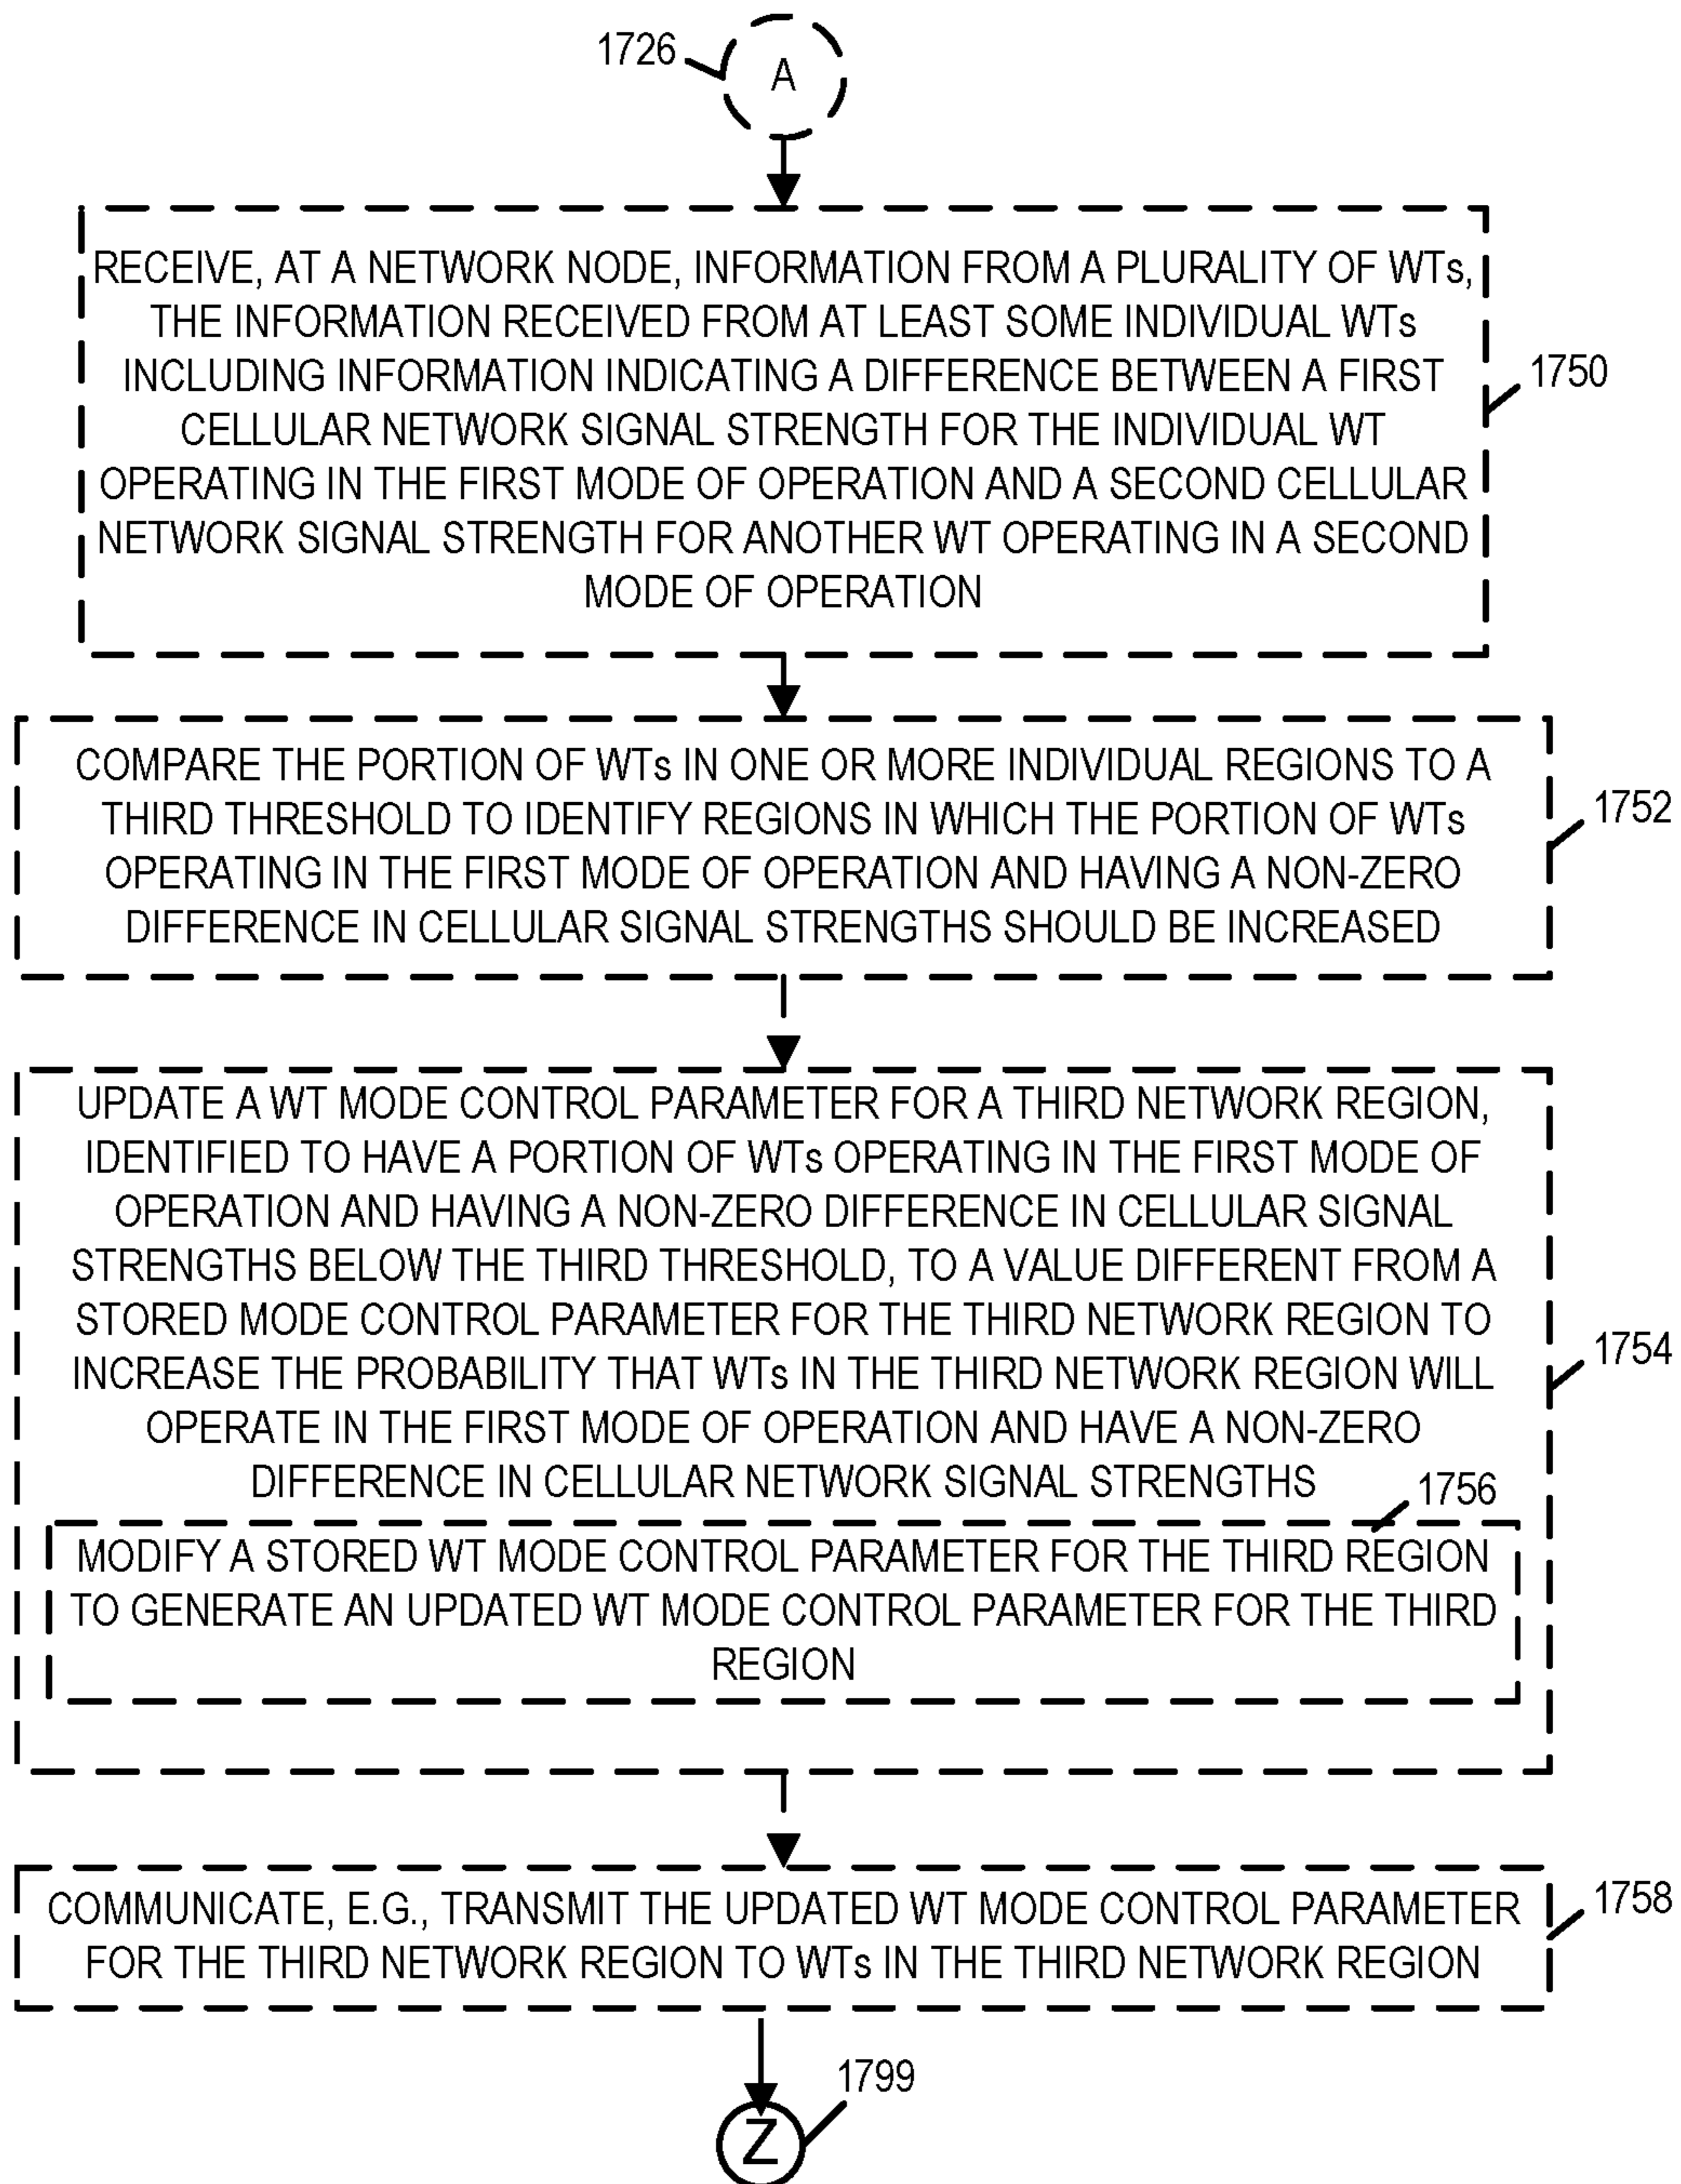 1726
A
RECEIVE, AT A NETWORK NODE, INFORMATION FROM A PLURALITY OF WTs,
THE INFORMATION RECEIVED FROM AT LEAST SOME INDIVIDUAL WTs
INCLUDING INFORMATION INDICATING A DIFFERENCE BETWEEN A FIRST
CELLULAR NETWORK SIGNAL STRENGTH FOR THE INDIVIDUAL WT
OPERATING IN THE FIRST MODE OF OPERATION AND A SECOND CELLULAR
NETWORK SIGNAL STRENGTH FOR ANOTHER WT OPERATING IN A SECOND
MODE OF OPERATION
1750
COMPARE THE PORTION OF WTs IN ONE OR MORE INDIVIDUAL REGIONS TO A
THIRD THRESHOLD TO IDENTIFY REGIONS IN WHICH THE PORTION OF WTs
OPERATING IN THE FIRST MODE OF OPERATION AND HAVING A NON-ZERO
DIFFERENCE IN CELLULAR SIGNAL STRENGTHS SHOULD BE INCREASED
1752
UPDATE A WT MODE CONTROL PARAMETER FOR A THIRD NETWORK REGION,
IDENTIFIED TO HAVE A PORTION OF WTs OPERATING IN THE FIRST MODE OF
OPERATION AND HAVING A NON-ZERO DIFFERENCE IN CELLULAR SIGNAL
STRENGTHS BELOW THE THIRD THRESHOLD, TO A VALUE DIFFERENT FROM A
STORED MODE CONTROL PARAMETER FOR THE THIRD NETWORK REGION TO
INCREASE THE PROBABILITY THAT WTs IN THE THIRD NETWORK REGION WILL
OPERATE IN THE FIRST MODE OF OPERATION AND HAVE A NON-ZERO
DIFFERENCE IN CELLULAR NETWORK SIGNAL STRENGTHS
1754
1756
MODIFY A STORED WT MODE CONTROL PARAMETER FOR THE THIRD REGION
TO GENERATE AN UPDATED WT MODE CONTROL PARAMETER FOR THE THIRD
REGION
COMMUNICATE, E.G., TRANSMIT THE UPDATED WT MODE CONTROL PARAMETER
FOR THE THIRD NETWORK REGION TO WTs IN THE THIRD NETWORK REGION
1758
1799
Z